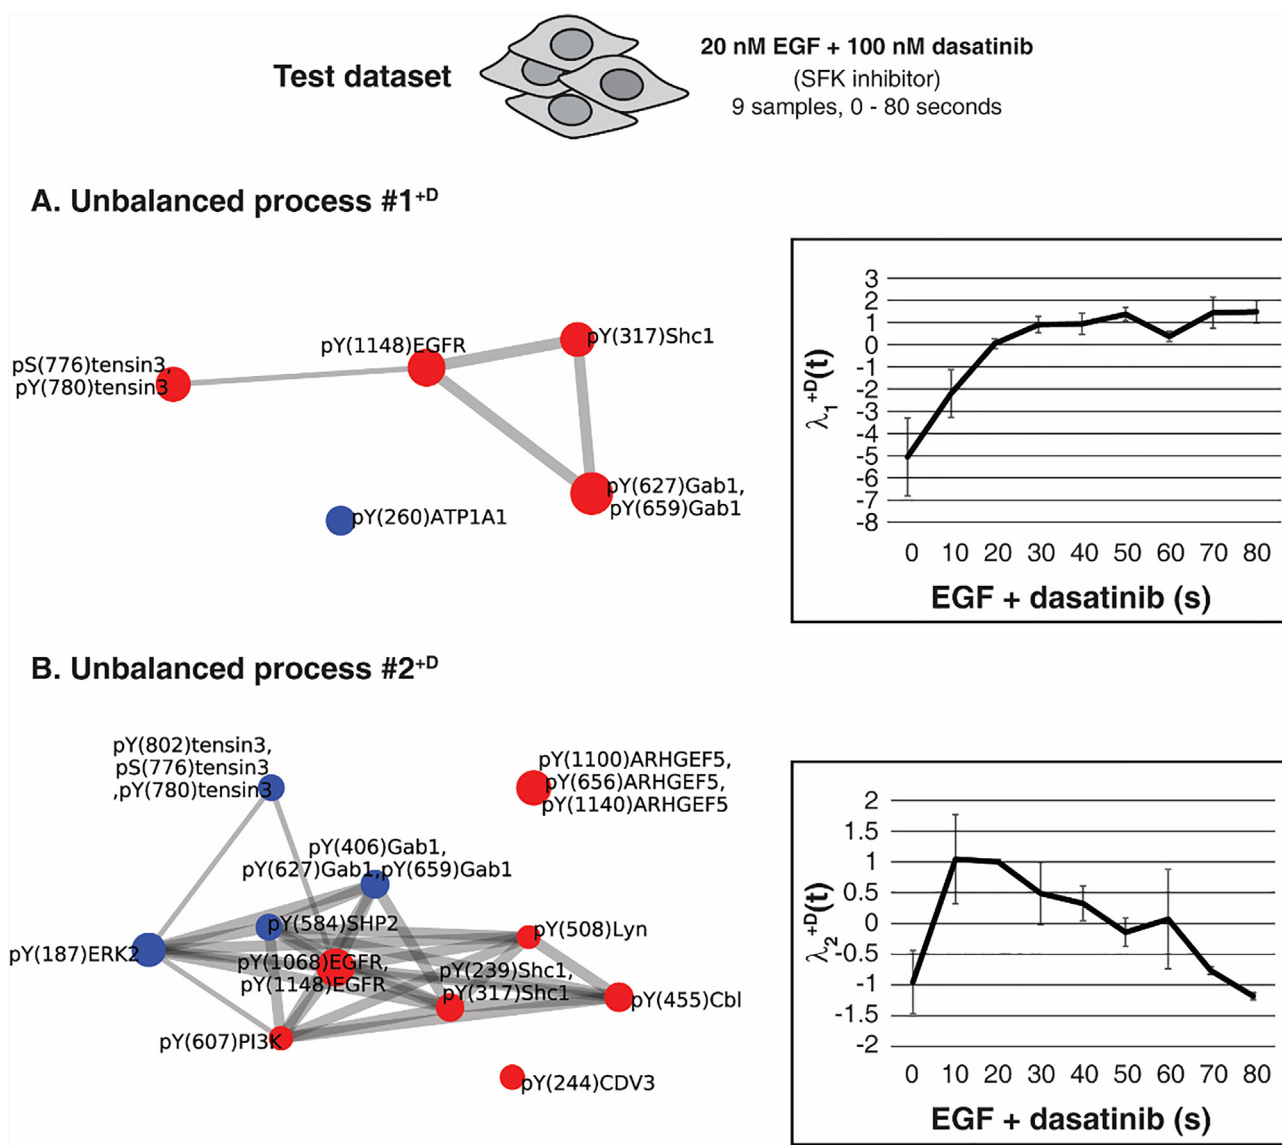 Test dataset
20 nM EGF + 100 nM dasatinib
(SFK inhibitor)
9 samples, 0 - 80 seconds
A. Unbalanced process #1+D
pS(776)tensin3,
pY(780)tensin3
pY(1148)EGFR
pY(317)Shc1
pY(627)Gab1,
pY(659)Gab1
pY(260)ATP1A1
λ1+D(t)
3
2
1
0
-1
-2
-3
-4
-5
-6
-7
-8
0 10 20 30 40 50 60 70 80
EGF + dasatinib (s)
B. Unbalanced process #2+D
pY(802)tensin3,
pS(776)tensin3
,pY(780)tensin3
pY(1100)ARHGEF5,
pY(656)ARHGEF5,
pY(1140)ARHGEF5
pY(406)Gab1,
pY(627)Gab1,pY(659)Gab1
pY(584)SHP2
pY(508)Lyn
pY(187)ERK2
pY(1068)EGFR,
pY(1148)EGFR
pY(239)Shc1,
pY(317)Shc1
pY(455)Cbl
pY(607)PI3K
pY(244)CDV3
λ2+D(t)
2
1.5
1
0.5
0
-0.5
-1
-1.5
-2
0 10 20 30 40 50 60 70 80
EGF + dasatinib (s)